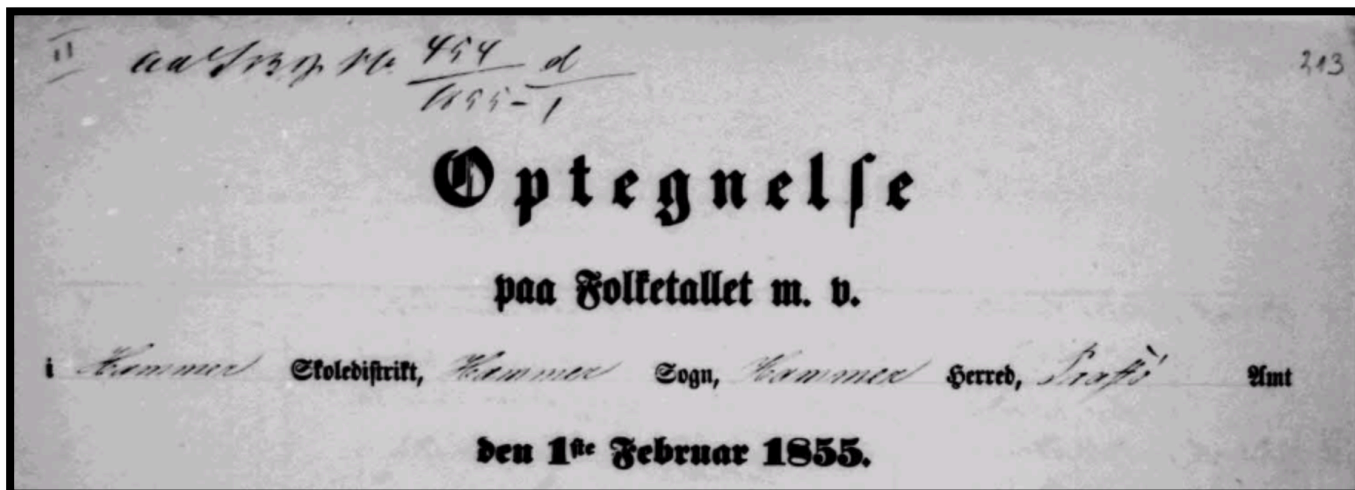 II 454 d 213
1855-1
Optegnelse
paa Folketallet m. v.
i Hammer Skoledistrikt, Hammer Sogn, Hammer Herred, Præstø Amt
den 1ste Februar 1855.